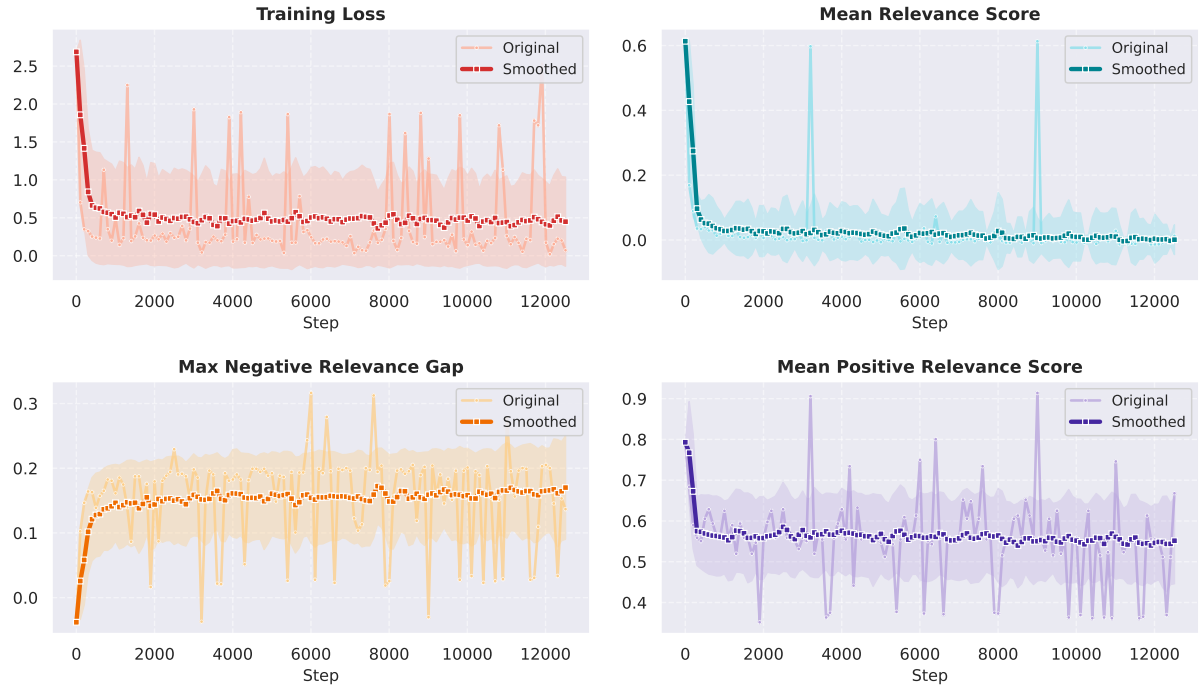 Training Loss
Original
Smoothed
2.5
2.0
1.5
1.0
0.5
0.0
0 2000 4000 6000 8000 10000 12000
Step
Mean Relevance Score
Original
Smoothed
0.6
0.4
0.2
0.0
0 2000 4000 6000 8000 10000 12000
Step
Max Negative Relevance Gap
Original
Smoothed
0.3
0.2
0.1
0.0
0 2000 4000 6000 8000 10000 12000
Step
Mean Positive Relevance Score
Original
Smoothed
0.9
0.8
0.7
0.6
0.5
0.4
0 2000 4000 6000 8000 10000 12000
Step